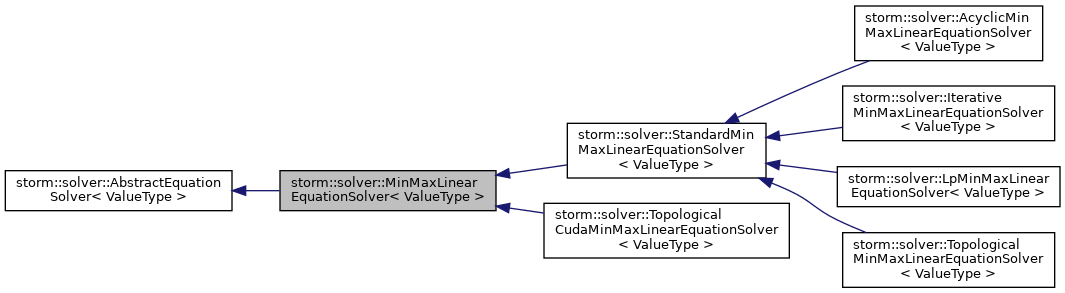 storm::solver::AbstractEquation
Solver< ValueType >
storm::solver::MinMaxLinear
EquationSolver< ValueType >
storm::solver::StandardMin
MaxLinearEquationSolver
< ValueType >
storm::solver::Topological
CudaMinMaxLinearEquationSolver
< ValueType >
storm::solver::AcyclicMin
MaxLinearEquationSolver
< ValueType >
storm::solver::Iterative
MinMaxLinearEquationSolver
< ValueType >
storm::solver::LpMinMaxLinear
EquationSolver< ValueType >
storm::solver::Topological
MinMaxLinearEquationSolver
< ValueType >